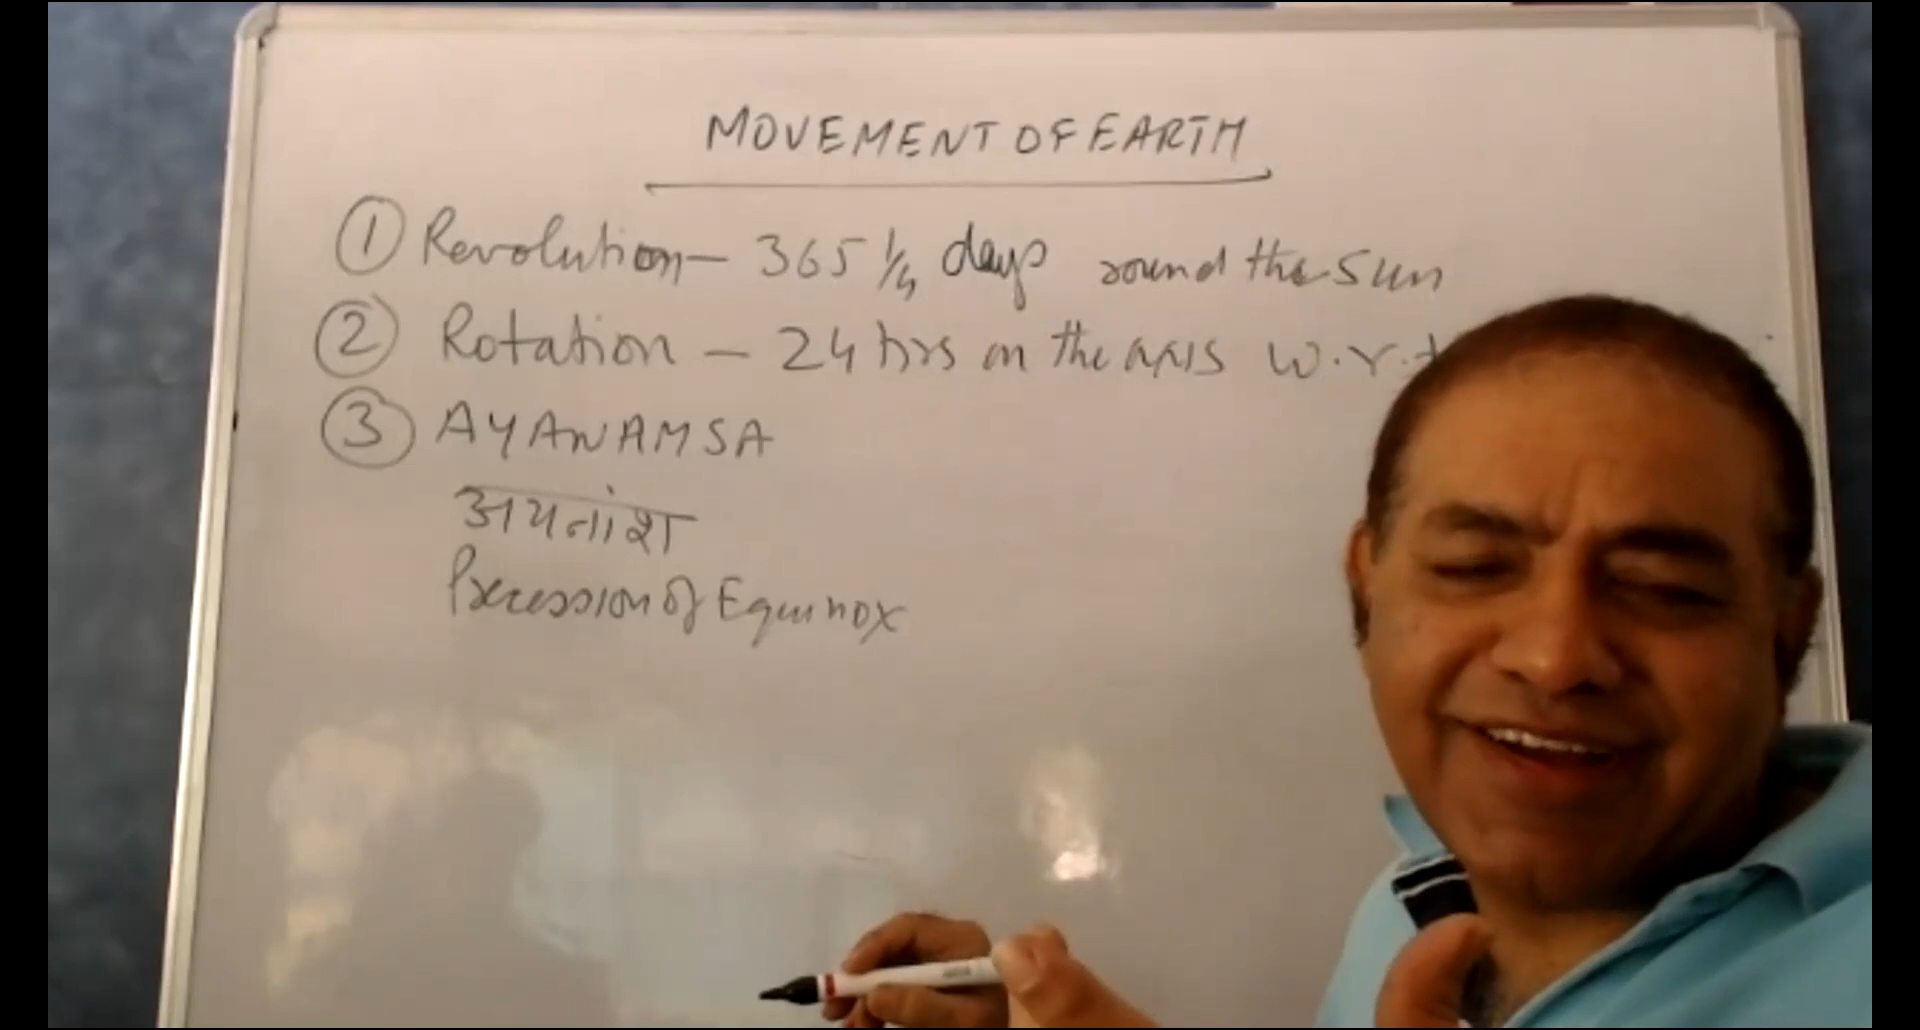 MOVEMENT OF EARTH
① Revolution - 365 1/4 days round the Sun
② Rotation - 24 hrs on the axis w.r.t
③ AYANAMSA
अयनांश
Precession of Equinox